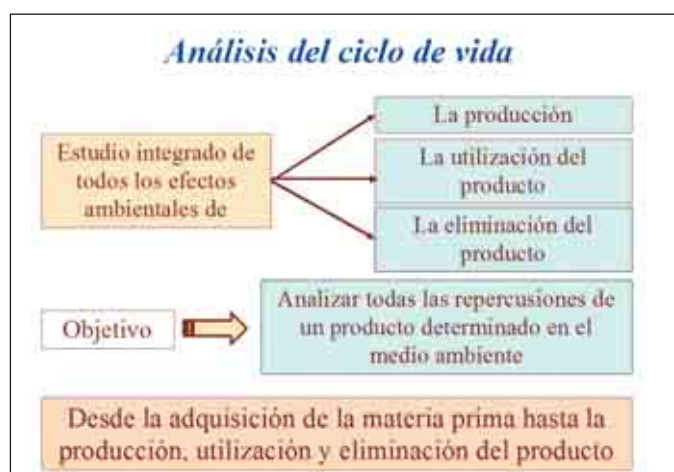 Análisis del ciclo de vida
Estudio integrado de
todos los efectos
ambientales de
La producción
La utilización del
producto
La eliminación del
producto
Objetivo
Analizar todas las repercusiones de
un producto determinado en el
medio ambiente
Desde la adquisición de la materia prima hasta la
producción, utilización y eliminación del producto